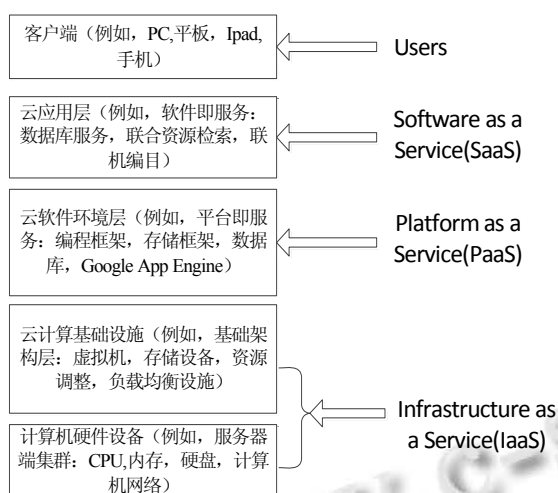 客户端（例如，PC,平板，Ipad,
手机）
Users
云应用层（例如，软件即服务：
数据库服务，联合资源检索，联
机编目）
Software as a
Service(SaaS)
云软件环境层（例如，平台即服
务：编程框架，存储框架，数据
库，Google App Engine）
Platform as a
Service(PaaS)
云计算基础设施（例如，基础架
构层：虚拟机，存储设备，资源
调整，负载均衡设施）
计算机硬件设备（例如，服务器
端集群：CPU,内存，硬盘，计算
机网络）
Infrastructure as
a Service(IaaS)